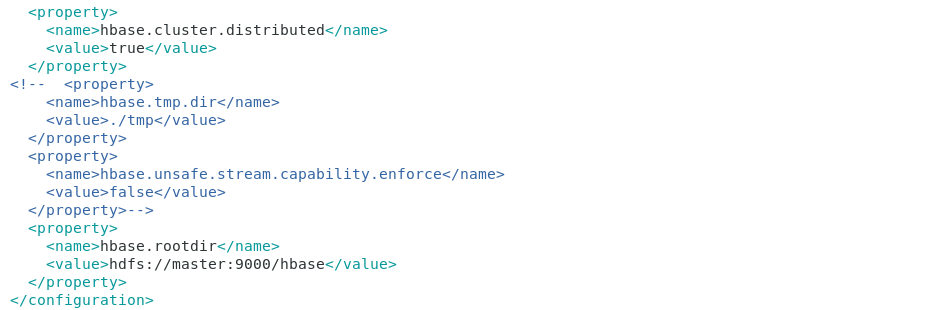 <property>
    <name>hbase.cluster.distributed</name>
    <value>true</value>
  </property>
<!--  <property>
    <name>hbase.tmp.dir</name>
    <value>./tmp</value>
  </property>
  <property>
    <name>hbase.unsafe.stream.capability.enforce</name>
    <value>false</value>
  </property>-->
  <property>
    <name>hbase.rootdir</name>
    <value>hdfs://master:9000/hbase</value>
  </property>
</configuration>